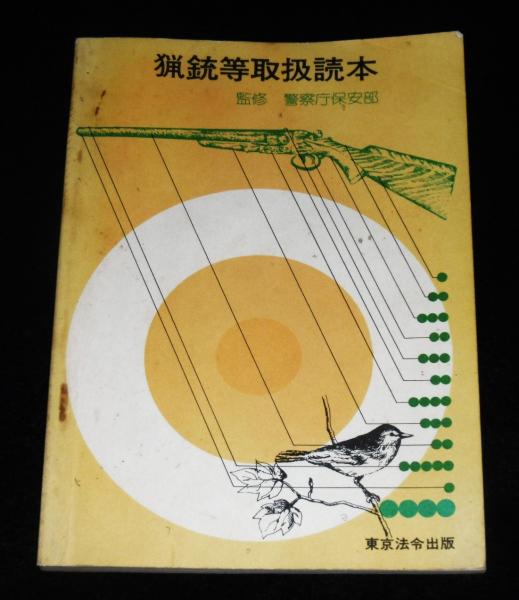 猟銃等取扱読本
監修 警察庁保安部
東京法令出版